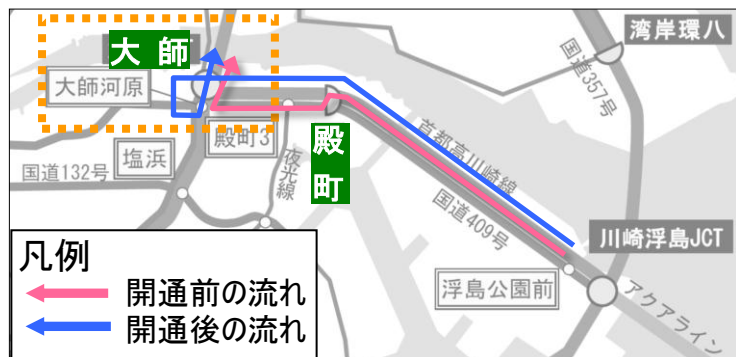 湾岸環八
大師
大師河原
国道357号
殿町3
殿町
塩浜
夜光線
首都高川崎線
国道132号
国道409号
川崎浮島JCT
浮島公園前
アクアライン
凡例
開通前の流れ
開通後の流れ